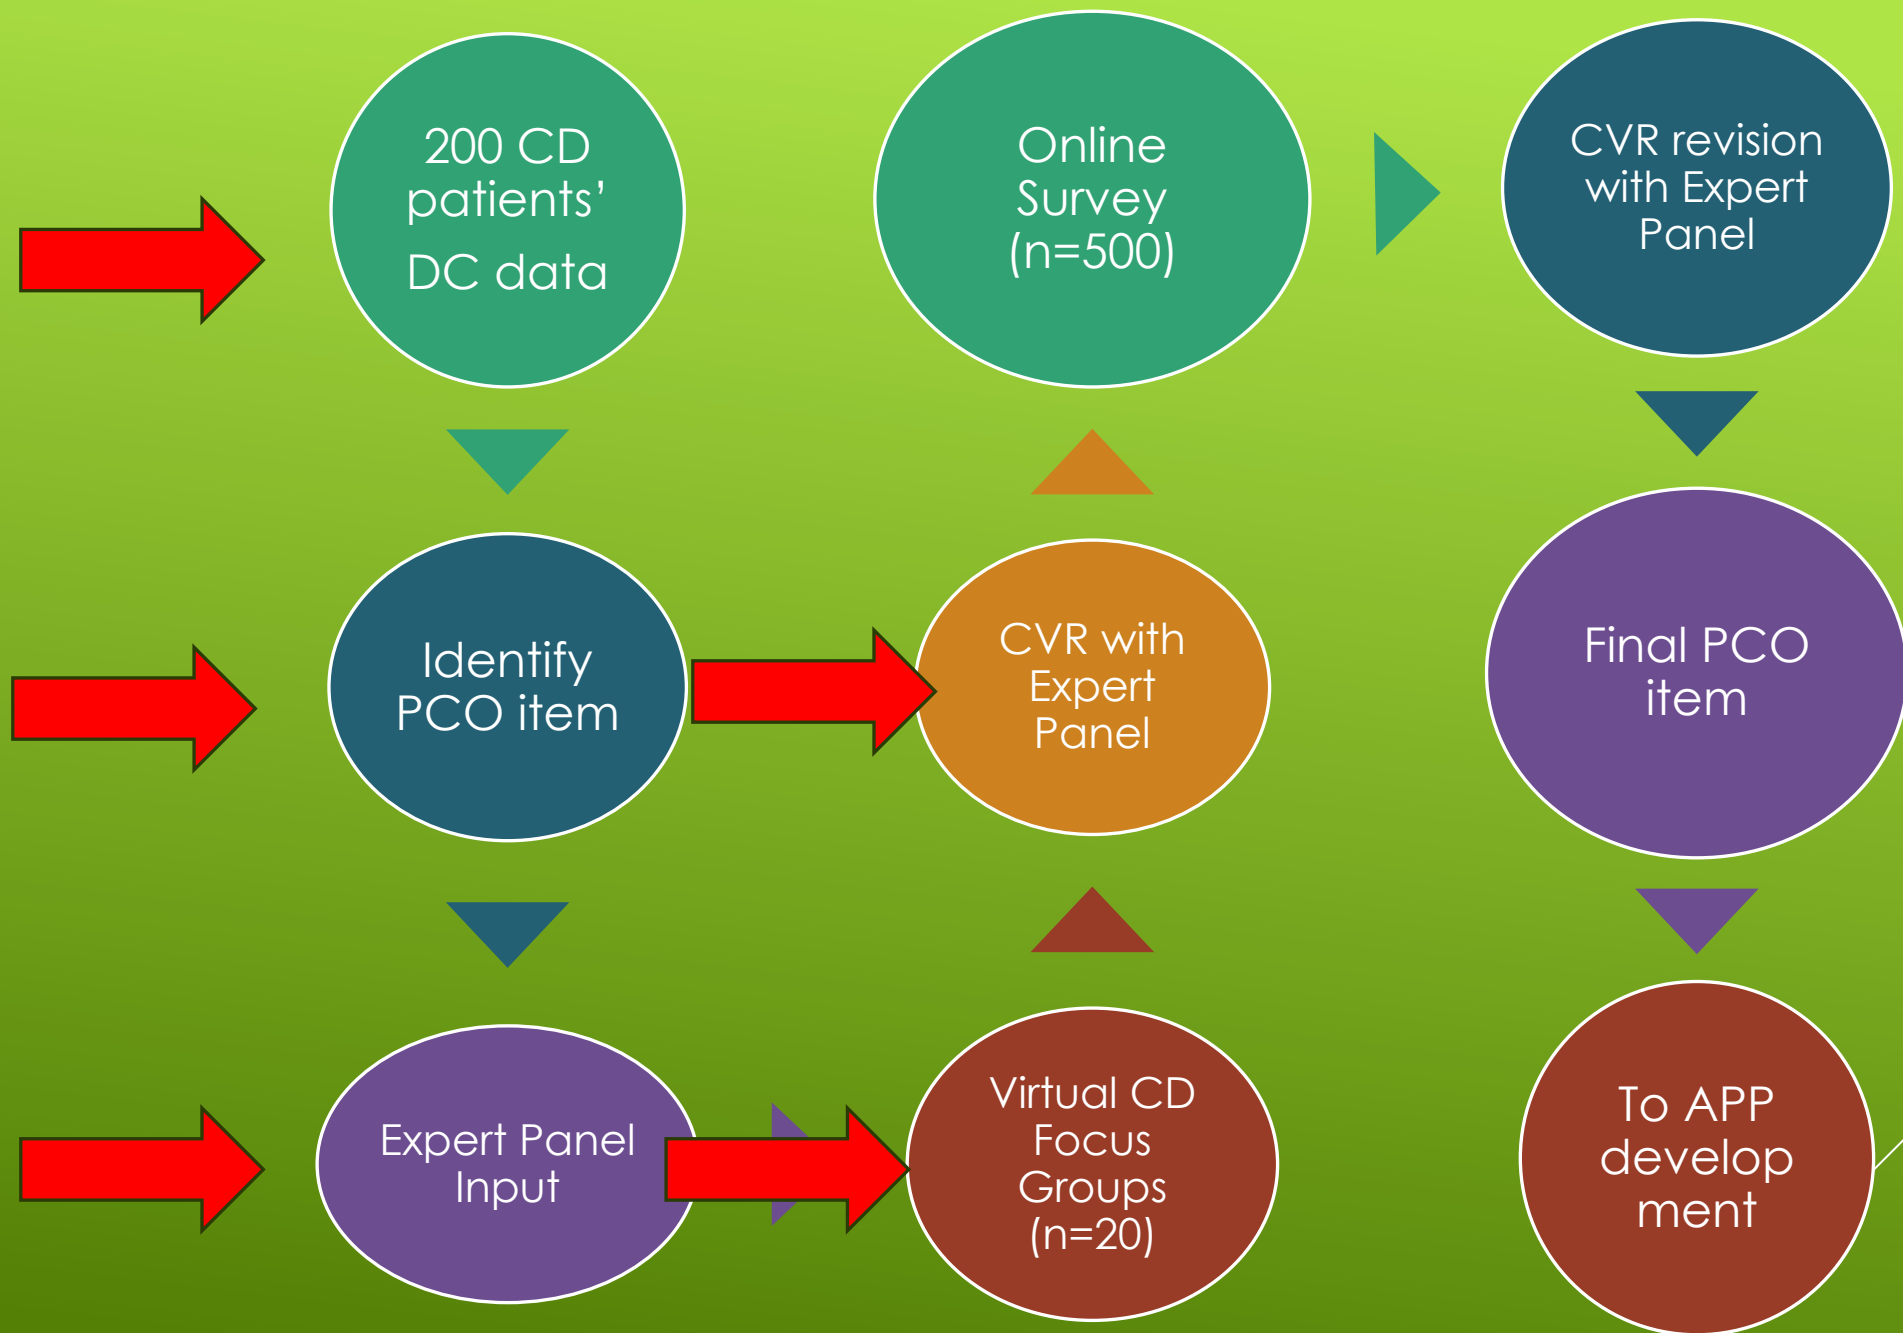 200 CD
patients’
DC data
Identify
PCO item
Expert Panel
Input
Virtual CD
Focus
Groups
(n=20)
CVR with
Expert
Panel
Online
Survey
(n=500)
CVR revision
with Expert
Panel
Final PCO
item
To APP
develop
ment